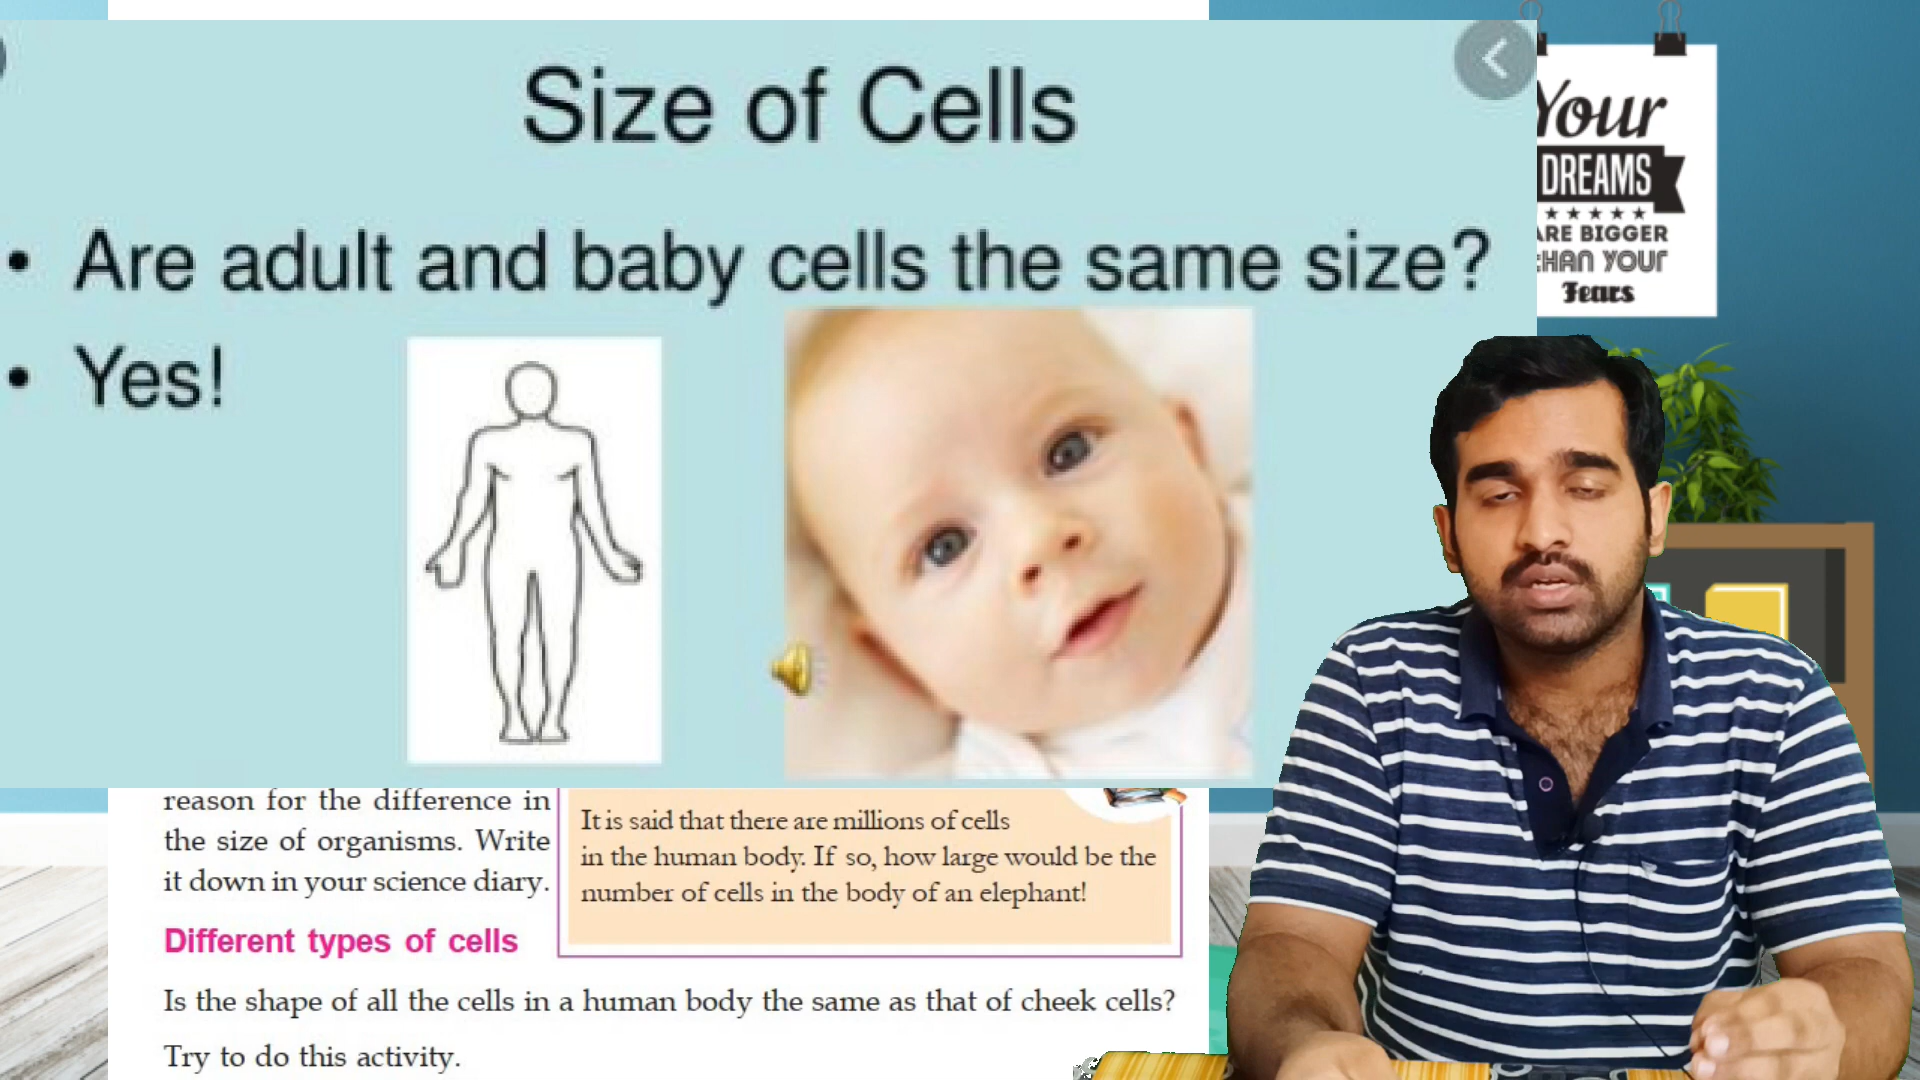 Size of Cells
• Are adult and baby cells the same size?
• Yes!
Your
DREAMS
ARE BIGGER
THAN YOUR
Fears
reason for the difference in
the size of organisms. Write
it down in your science diary.
It is said that there are millions of cells
in the human body. If so, how large would be the
number of cells in the body of an elephant!
Different types of cells
Is the shape of all the cells in a human body the same as that of cheek cells?
Try to do this activity.